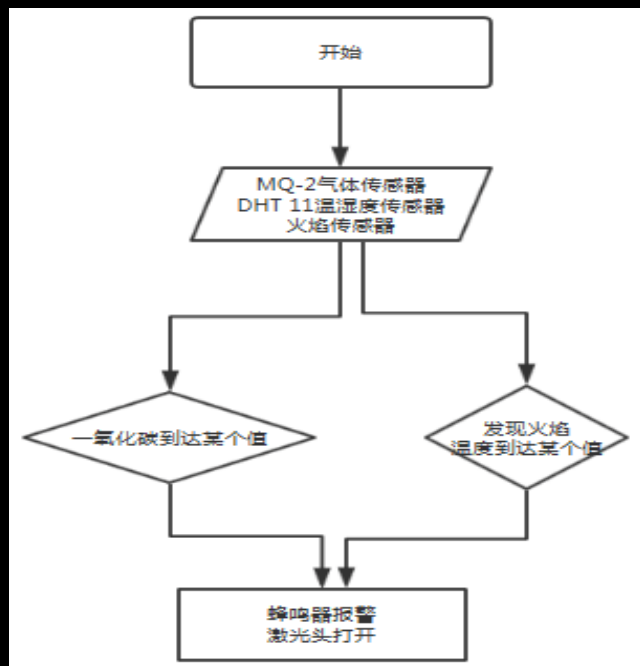 开始
MQ-2气体传感器
DHT 11温湿度传感器
火焰传感器
一氧化碳到达某个值
发现火焰
温度到达某个值
蜂鸣器报警
激光头打开